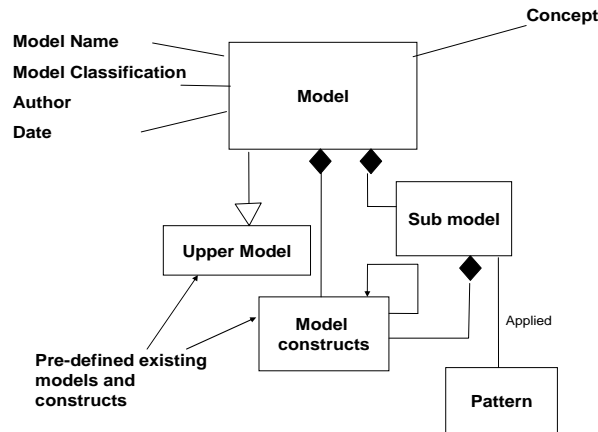 Concept
Model Name
Model Classification
Author
Date
Model
Sub model
Upper Model
Model
constructs
Applied
Pre-defined existing
models and
constructs
Pattern